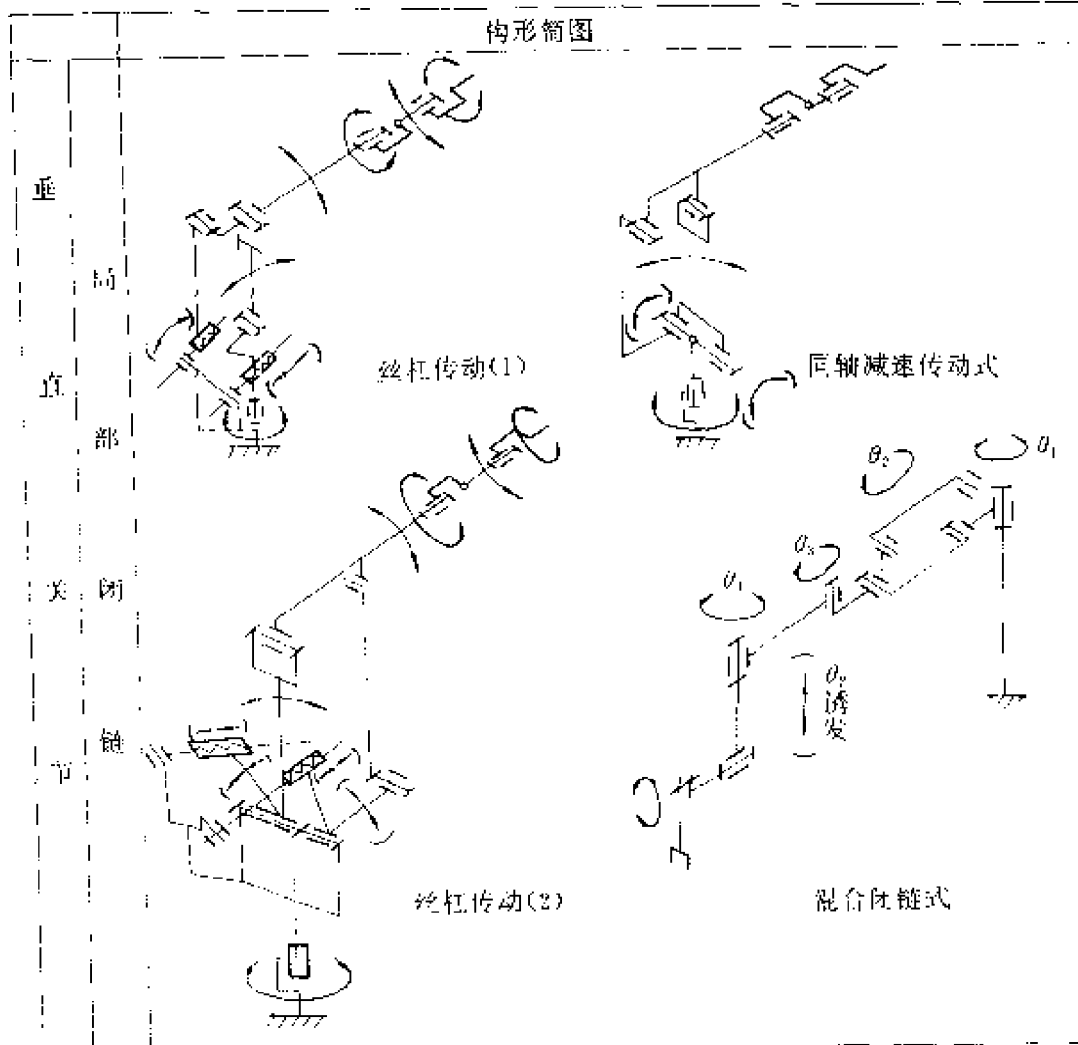 构形简图
垂直关节
局部闭链
丝杠传动(1)
同轴减速传动式
θ₂
θ₁
θ₃
θ₂诱发
丝杠传动(2)
混合闭链式